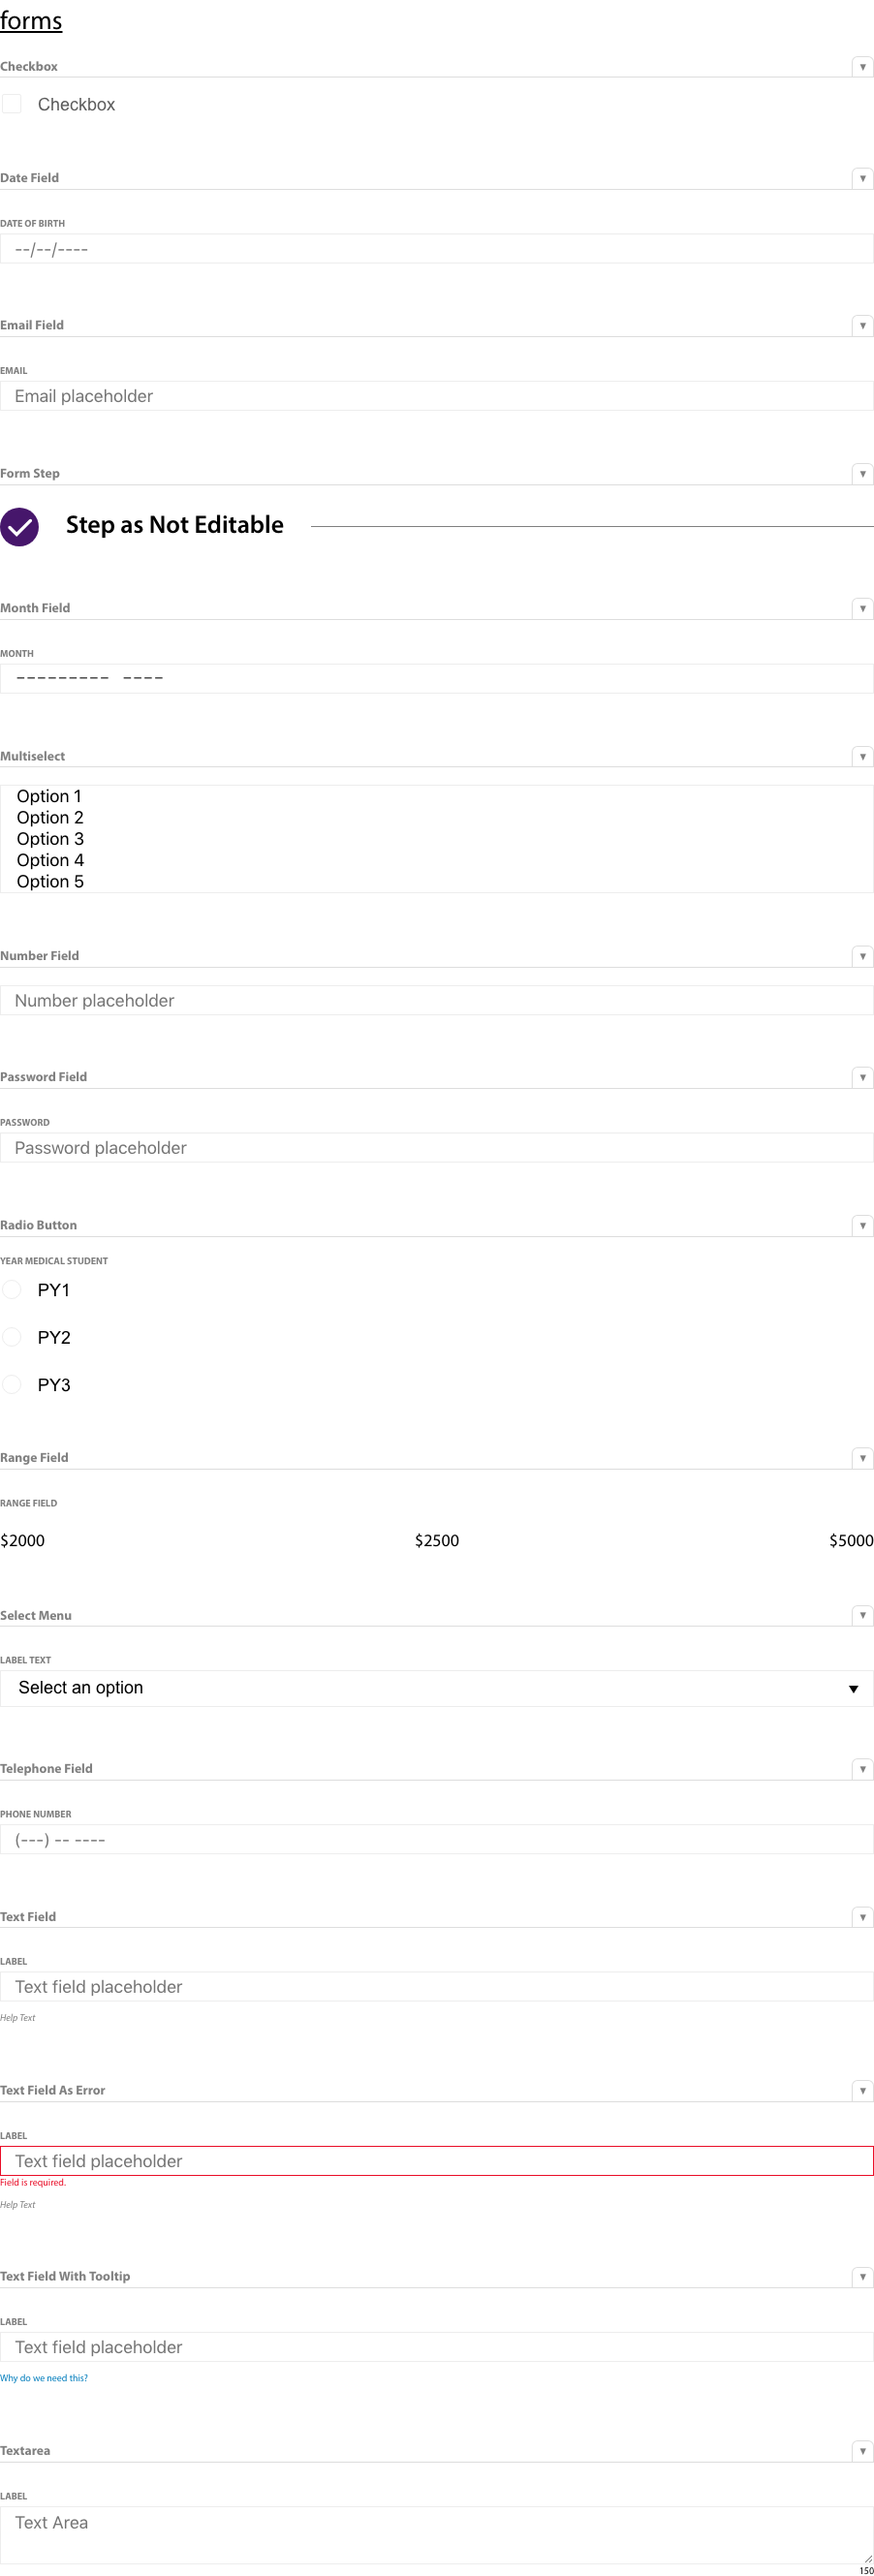 forms
Checkbox
Checkbox
Date Field
DATE OF BIRTH
--/--/----
Email Field
EMAIL
Email placeholder
Form Step
Step as Not Editable
Month Field
MONTH
--------- ----
Multiselect
Option 1
Option 2
Option 3
Option 4
Option 5
Number Field
Number placeholder
Password Field
PASSWORD
Password placeholder
Radio Button
YEAR MEDICAL STUDENT
PY1
PY2
PY3
Range Field
RANGE FIELD
$2000 $2500 $5000
Select Menu
LABEL TEXT
Select an option
Telephone Field
PHONE NUMBER
(---) -- ----
Text Field
LABEL
Text field placeholder
Help Text
Text Field As Error
LABEL
Text field placeholder
Field is required.
Help Text
Text Field With Tooltip
LABEL
Text field placeholder
Why do we need this?
Textarea
LABEL
Text Area
150